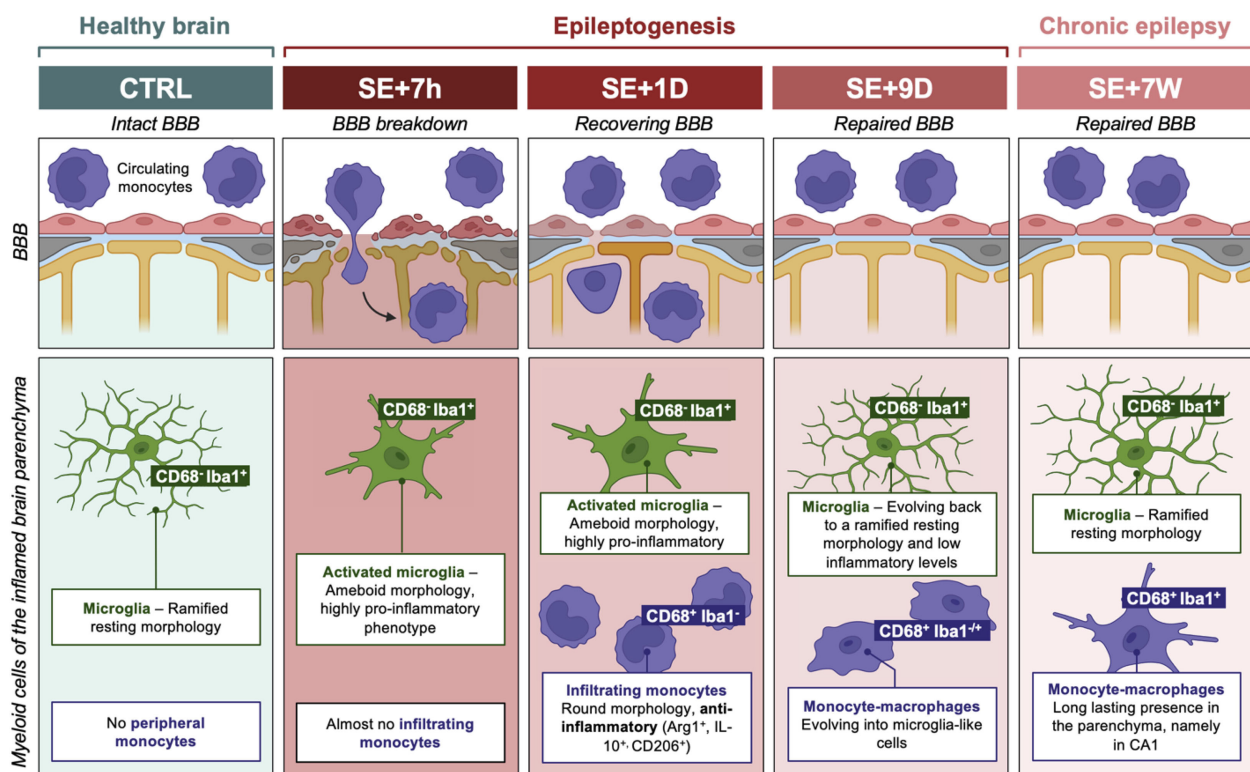 Healthy brain
Epileptogenesis
Chronic epilepsy
CTRL
SE+7h
SE+1D
SE+9D
SE+7W
Intact BBB
BBB breakdown
Recovering BBB
Repaired BBB
Repaired BBB
BBB
Circulating
monocytes
Myeloid cells of the inflamed brain parenchyma
CD68⁻ Iba1⁺
Microglia – Ramified
resting morphology
No peripheral
monocytes
CD68⁻ Iba1⁺
Activated microglia –
Ameboid morphology,
highly pro-inflammatory
phenotype
Almost no infiltrating
monocytes
CD68⁻ Iba1⁺
Activated microglia –
Ameboid morphology,
highly pro-inflammatory
CD68⁺ Iba1⁻
Infiltrating monocytes
Round morphology, anti-
inflammatory (Arg1⁺, IL-
10⁺, CD206⁺)
CD68⁻ Iba1⁺
Microglia – Evolving back
to a ramified resting
morphology and low
inflammatory levels
CD68⁺ Iba1⁻/⁺
Monocyte-macrophages
Evolving into microglia-like
cells
CD68⁻ Iba1⁺
Microglia – Ramified
resting morphology
CD68⁺ Iba1⁺
Monocyte-macrophages
Long lasting presence in
the parenchyma, namely
in CA1